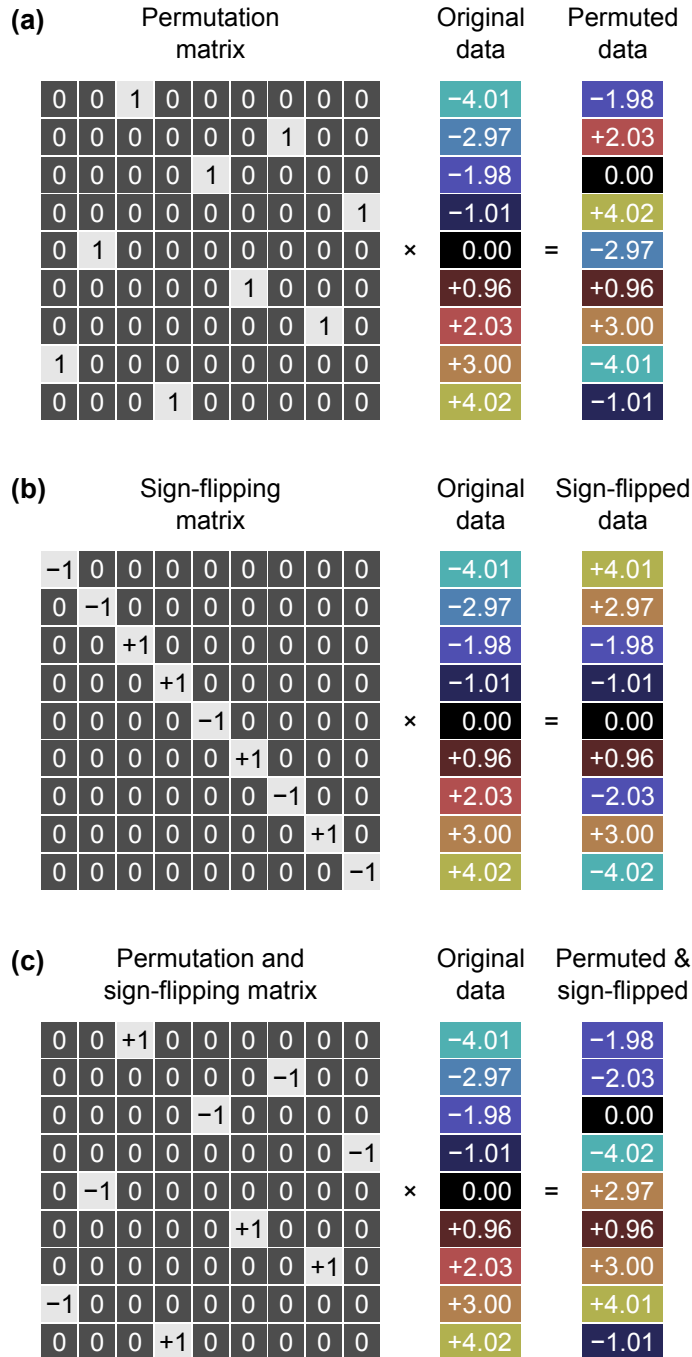 (a) Permutation Original Permuted
matrix data data
0 0 1 0 0 0 0 0 0 −4.01 −1.98
0 0 0 0 0 0 1 0 0 −2.97 +2.03
0 0 0 0 1 0 0 0 0 −1.98 0.00
0 0 0 0 0 0 0 0 1 −1.01 +4.02
0 1 0 0 0 0 0 0 0 × 0.00 = −2.97
0 0 0 0 0 1 0 0 0 +0.96 +0.96
0 0 0 0 0 0 0 1 0 +2.03 +3.00
1 0 0 0 0 0 0 0 0 +3.00 −4.01
0 0 0 1 0 0 0 0 0 +4.02 −1.01
(b) Sign-flipping Original Sign-flipped
matrix data data
−1 0 0 0 0 0 0 0 0 −4.01 +4.01
0 −1 0 0 0 0 0 0 0 −2.97 +2.97
0 0 +1 0 0 0 0 0 0 −1.98 −1.98
0 0 0 +1 0 0 0 0 0 −1.01 −1.01
0 0 0 0 −1 0 0 0 0 × 0.00 = 0.00
0 0 0 0 0 +1 0 0 0 +0.96 +0.96
0 0 0 0 0 0 −1 0 0 +2.03 −2.03
0 0 0 0 0 0 0 +1 0 +3.00 +3.00
0 0 0 0 0 0 0 0 −1 +4.02 −4.02
(c) Permutation and Original Permuted &
sign-flipping matrix data sign-flipped
0 0 +1 0 0 0 0 0 0 −4.01 −1.98
0 0 0 0 0 0 −1 0 0 −2.97 −2.03
0 0 0 0 −1 0 0 0 0 −1.98 0.00
0 0 0 0 0 0 0 0 −1 −1.01 −4.02
0 −1 0 0 0 0 0 0 0 × 0.00 = +2.97
0 0 0 0 0 +1 0 0 0 +0.96 +0.96
0 0 0 0 0 0 0 +1 0 +2.03 +3.00
−1 0 0 0 0 0 0 0 0 +3.00 +4.01
0 0 0 +1 0 0 0 0 0 +4.02 −1.01